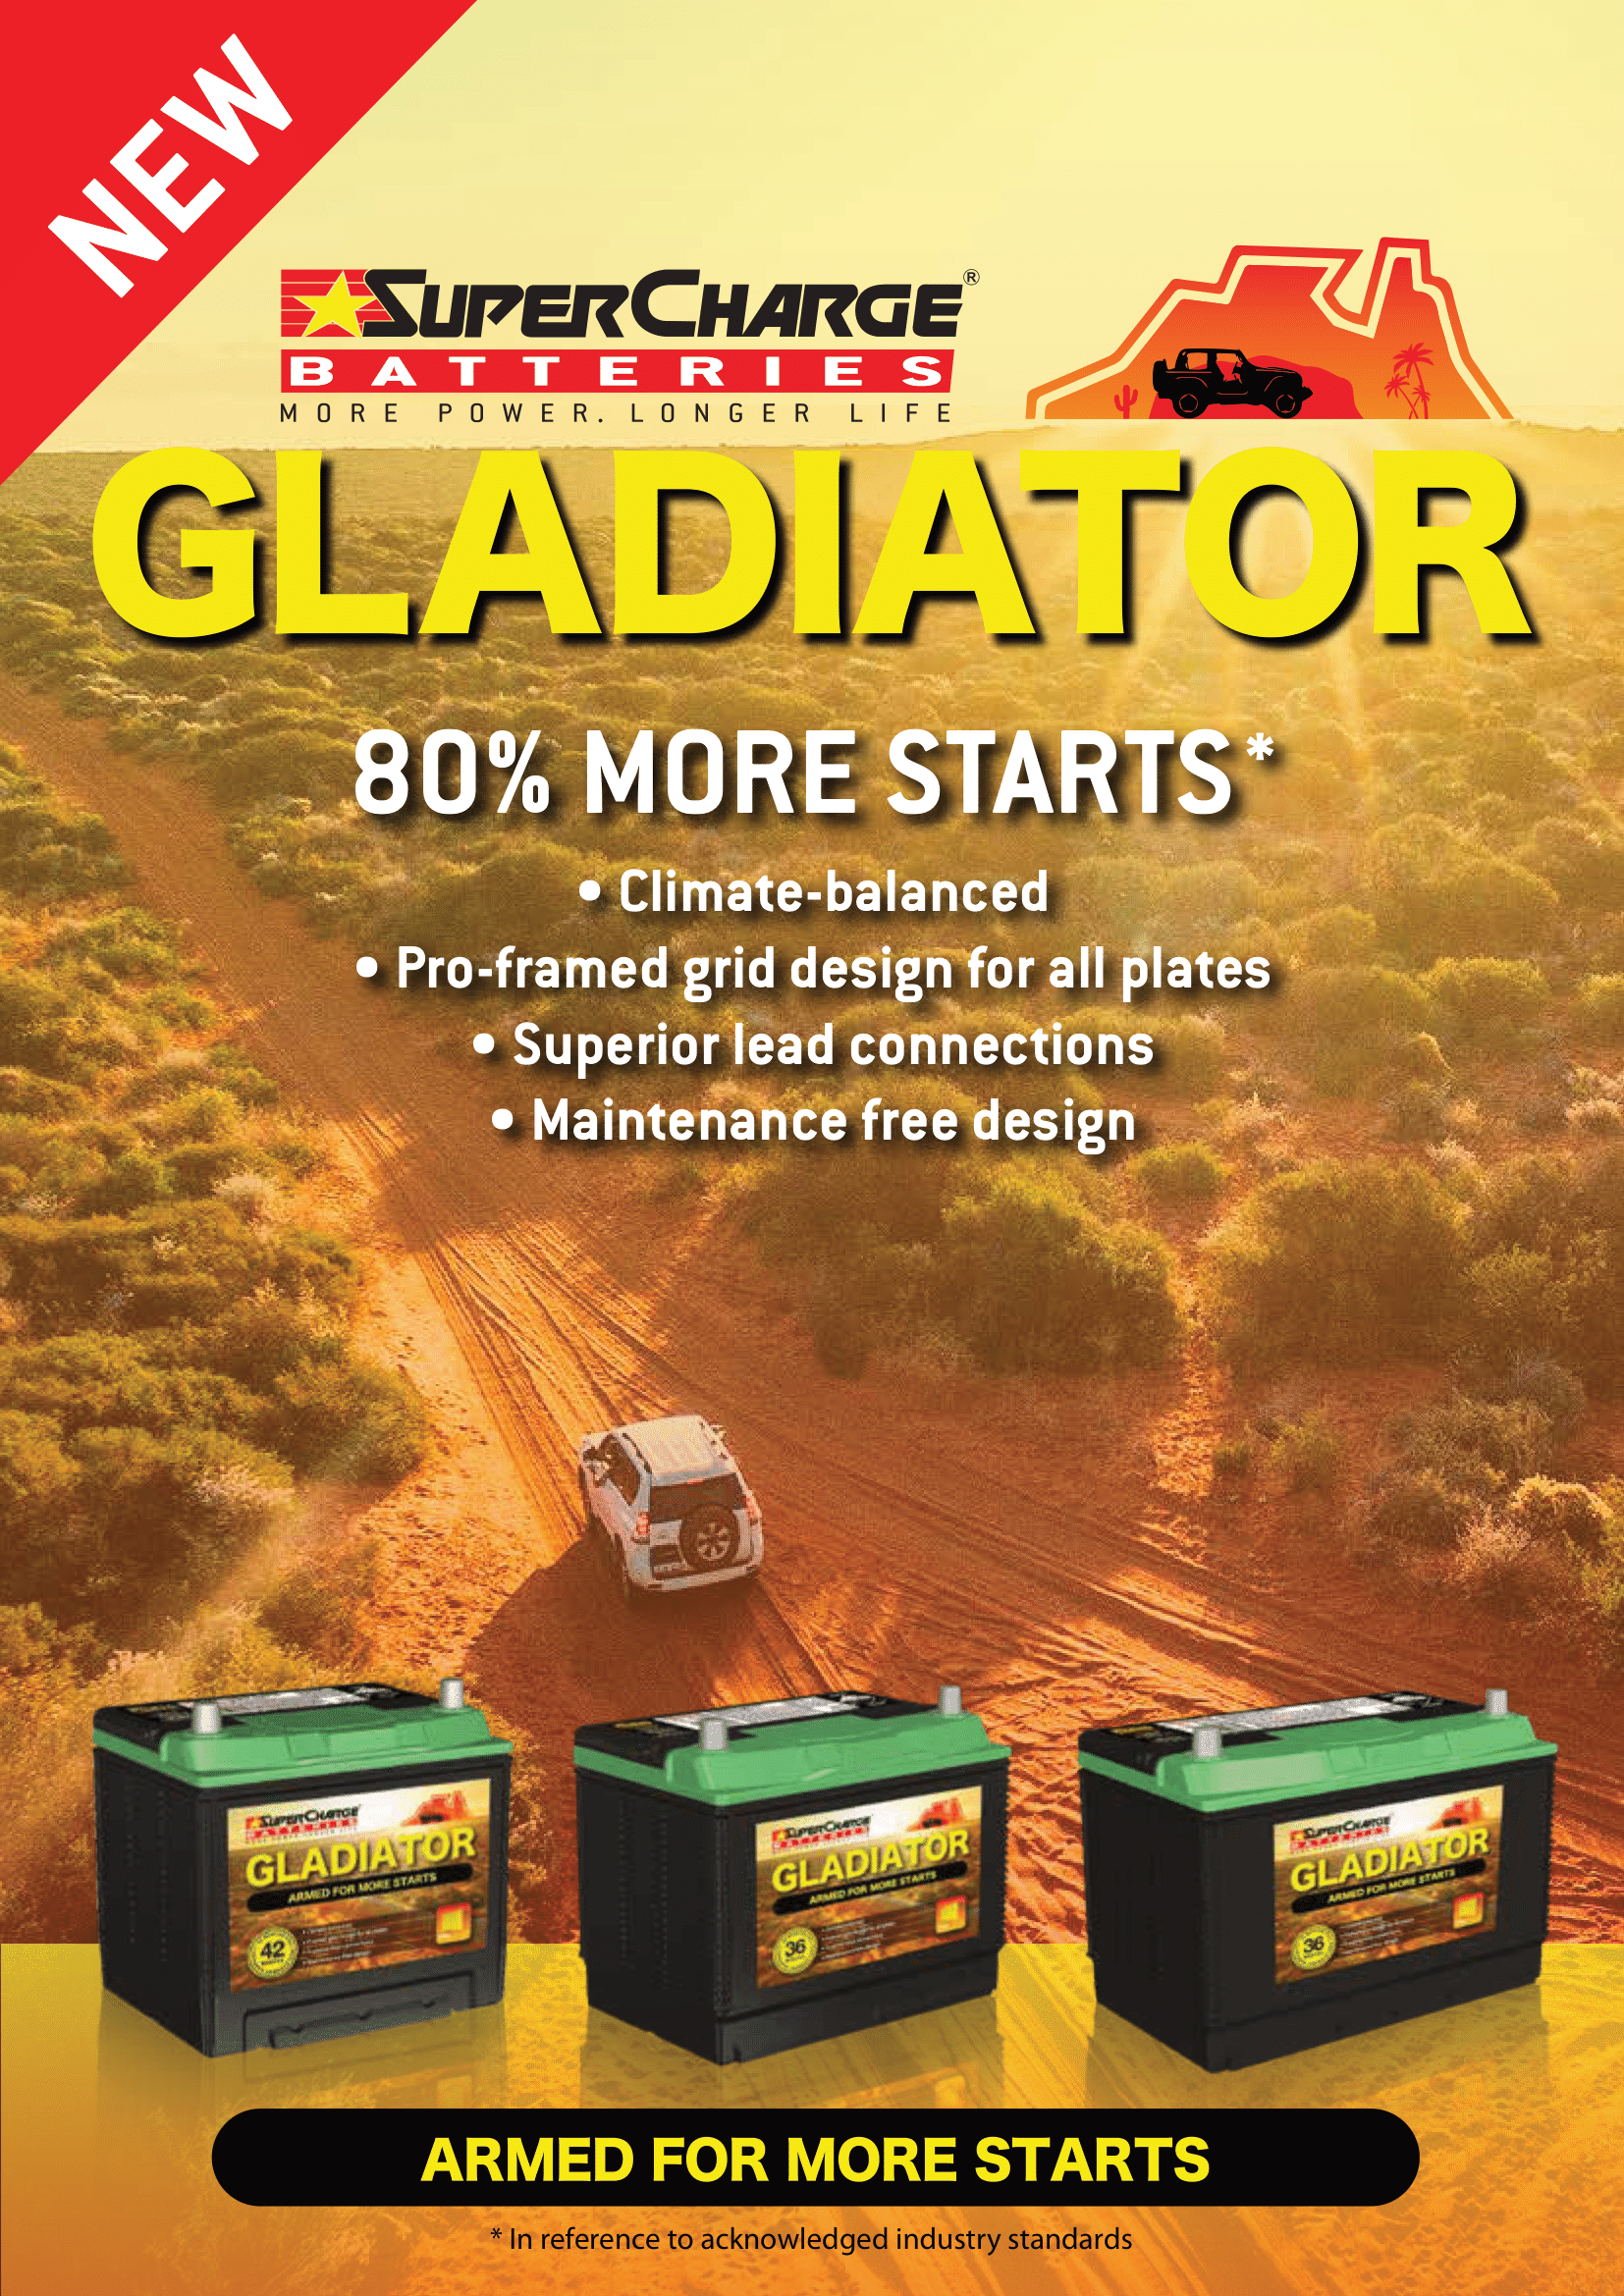 NEW
SUPERCHARGE®
BATTERIES
MORE POWER. LONGER LIFE
GLADIATOR
80% MORE STARTS*
• Climate-balanced
• Pro-framed grid design for all plates
• Superior lead connections
• Maintenance free design
SUPERCHARGE
BATTERIES
GLADIATOR
ARMED FOR MORE STARTS
42
SUPERCHARGE
BATTERIES
GLADIATOR
ARMED FOR MORE STARTS
36
SUPERCHARGE
BATTERIES
GLADIATOR
ARMED FOR MORE STARTS
36
ARMED FOR MORE STARTS
* In reference to acknowledged industry standards